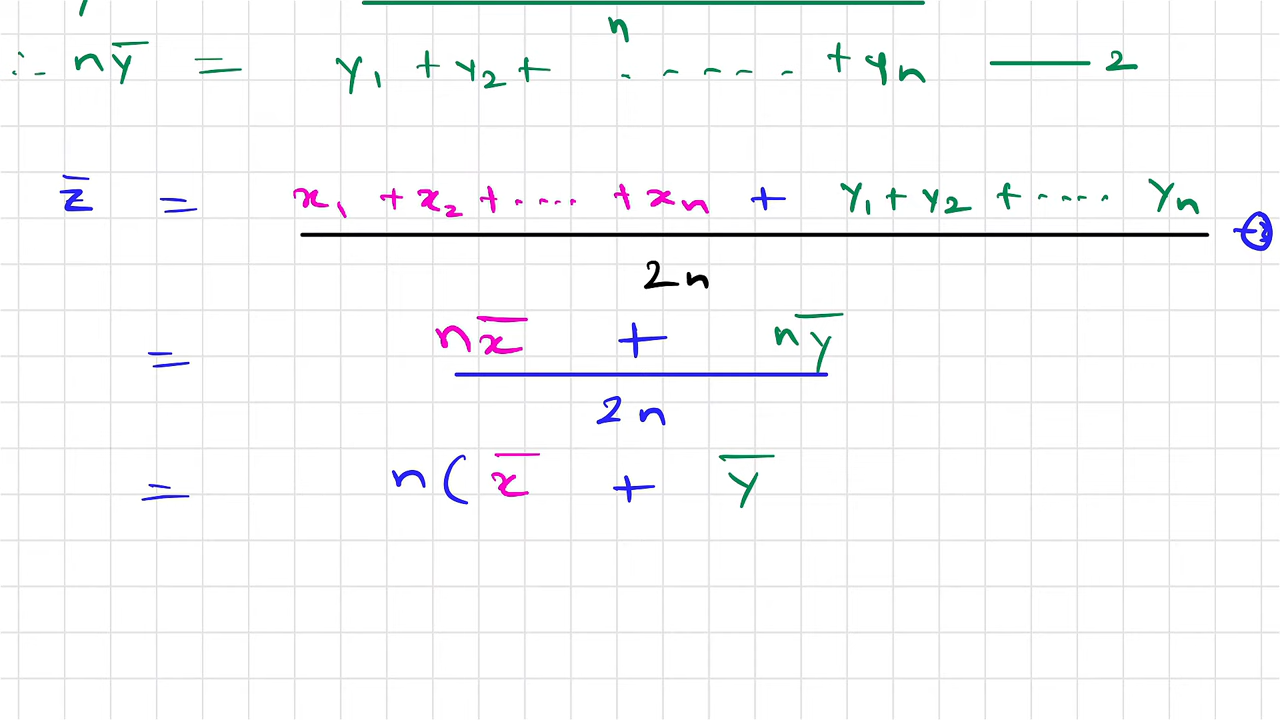 n
∴ nȳ = y₁ + y₂ + . - - - - - . + yₙ —— 2
z̄ = x₁ + x₂ + ..... + xₙ + y₁ + y₂ + ..... yₙ
2n
= nx̄ + nȳ
2n
= n( x̄ + ȳ